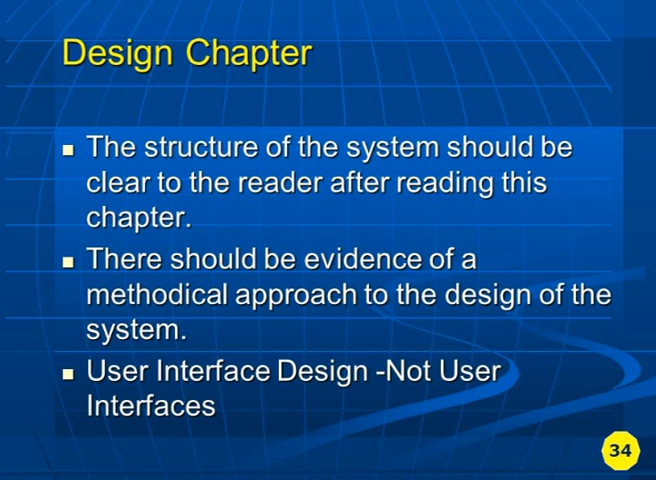 Design Chapter
The structure of the system should be
clear to the reader after reading this
chapter.
There should be evidence of a
methodical approach to the design of the
system.
User Interface Design -Not User
Interfaces
34